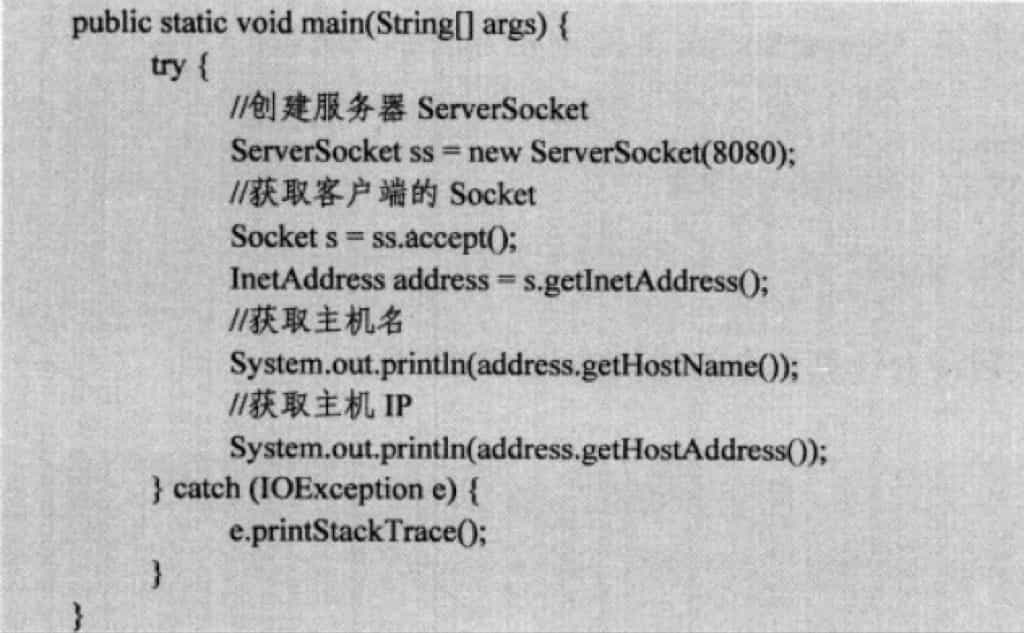 public static void main(String[] args) {
try {
//创建服务器 ServerSocket
ServerSocket ss = new ServerSocket(8080);
//获取客户端的 Socket
Socket s = ss.accept();
InetAddress address = s.getInetAddress();
//获取主机名
System.out.println(address.getHostName());
//获取主机 IP
System.out.println(address.getHostAddress());
} catch (IOException e) {
e.printStackTrace();
}
}